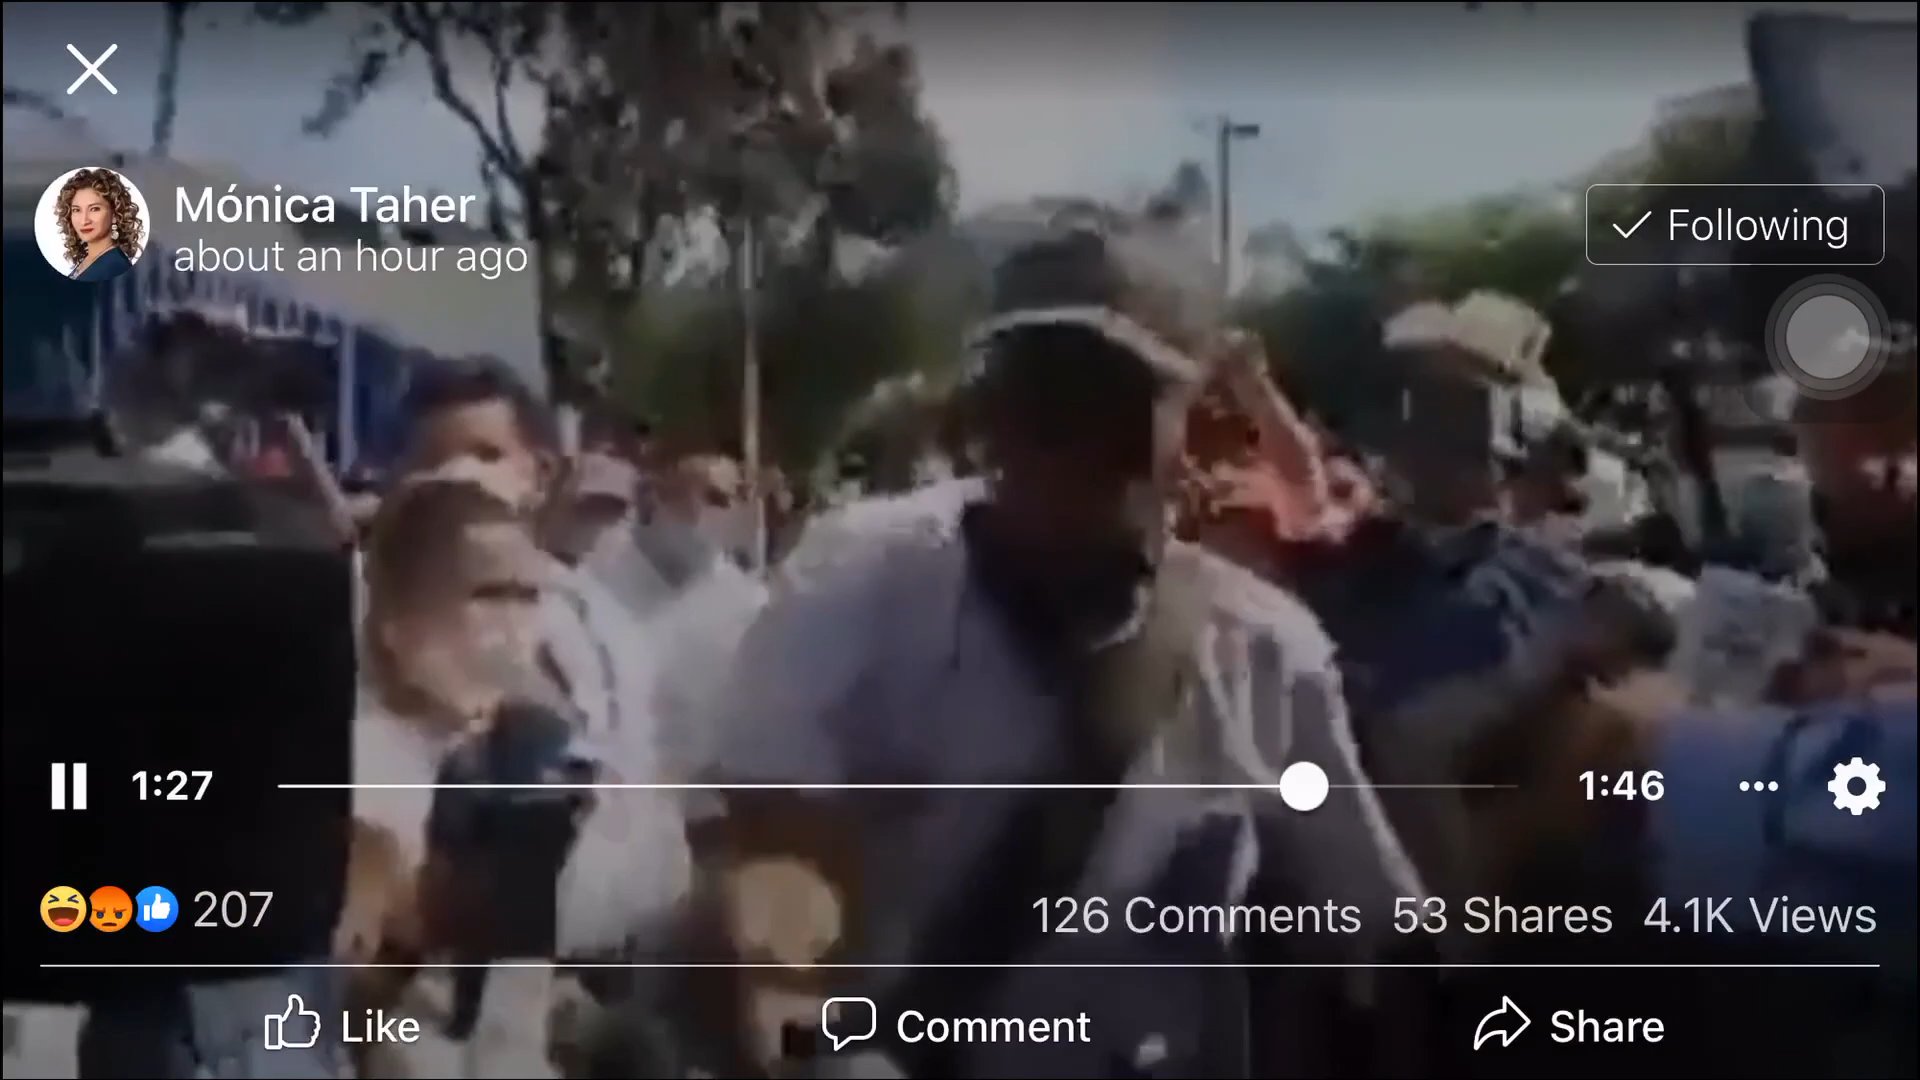 Mónica Taher
about an hour ago
Following
1:27
1:46
207
126 Comments 53 Shares 4.1K Views
Like
Comment
Share